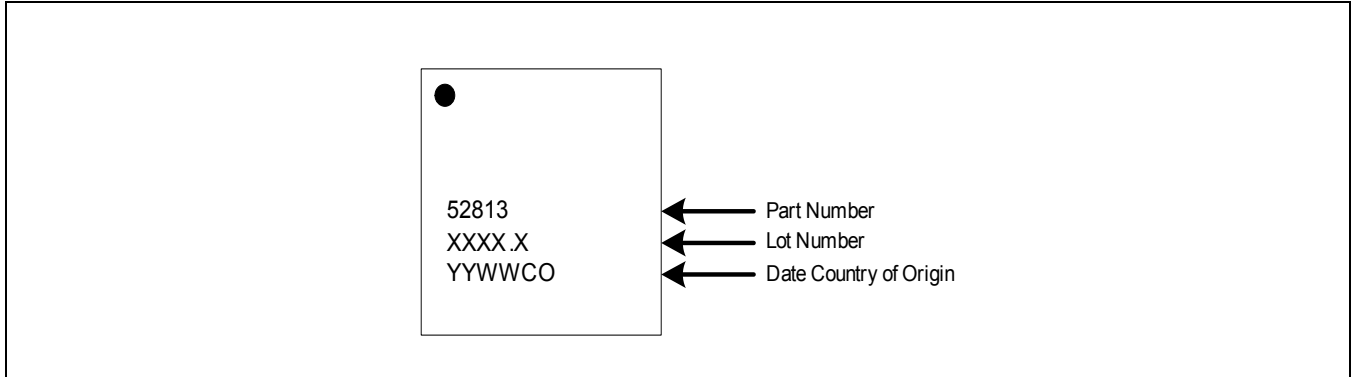 52813
Part Number
XXXX.X
Lot Number
YYWWCO
Date Country of Origin